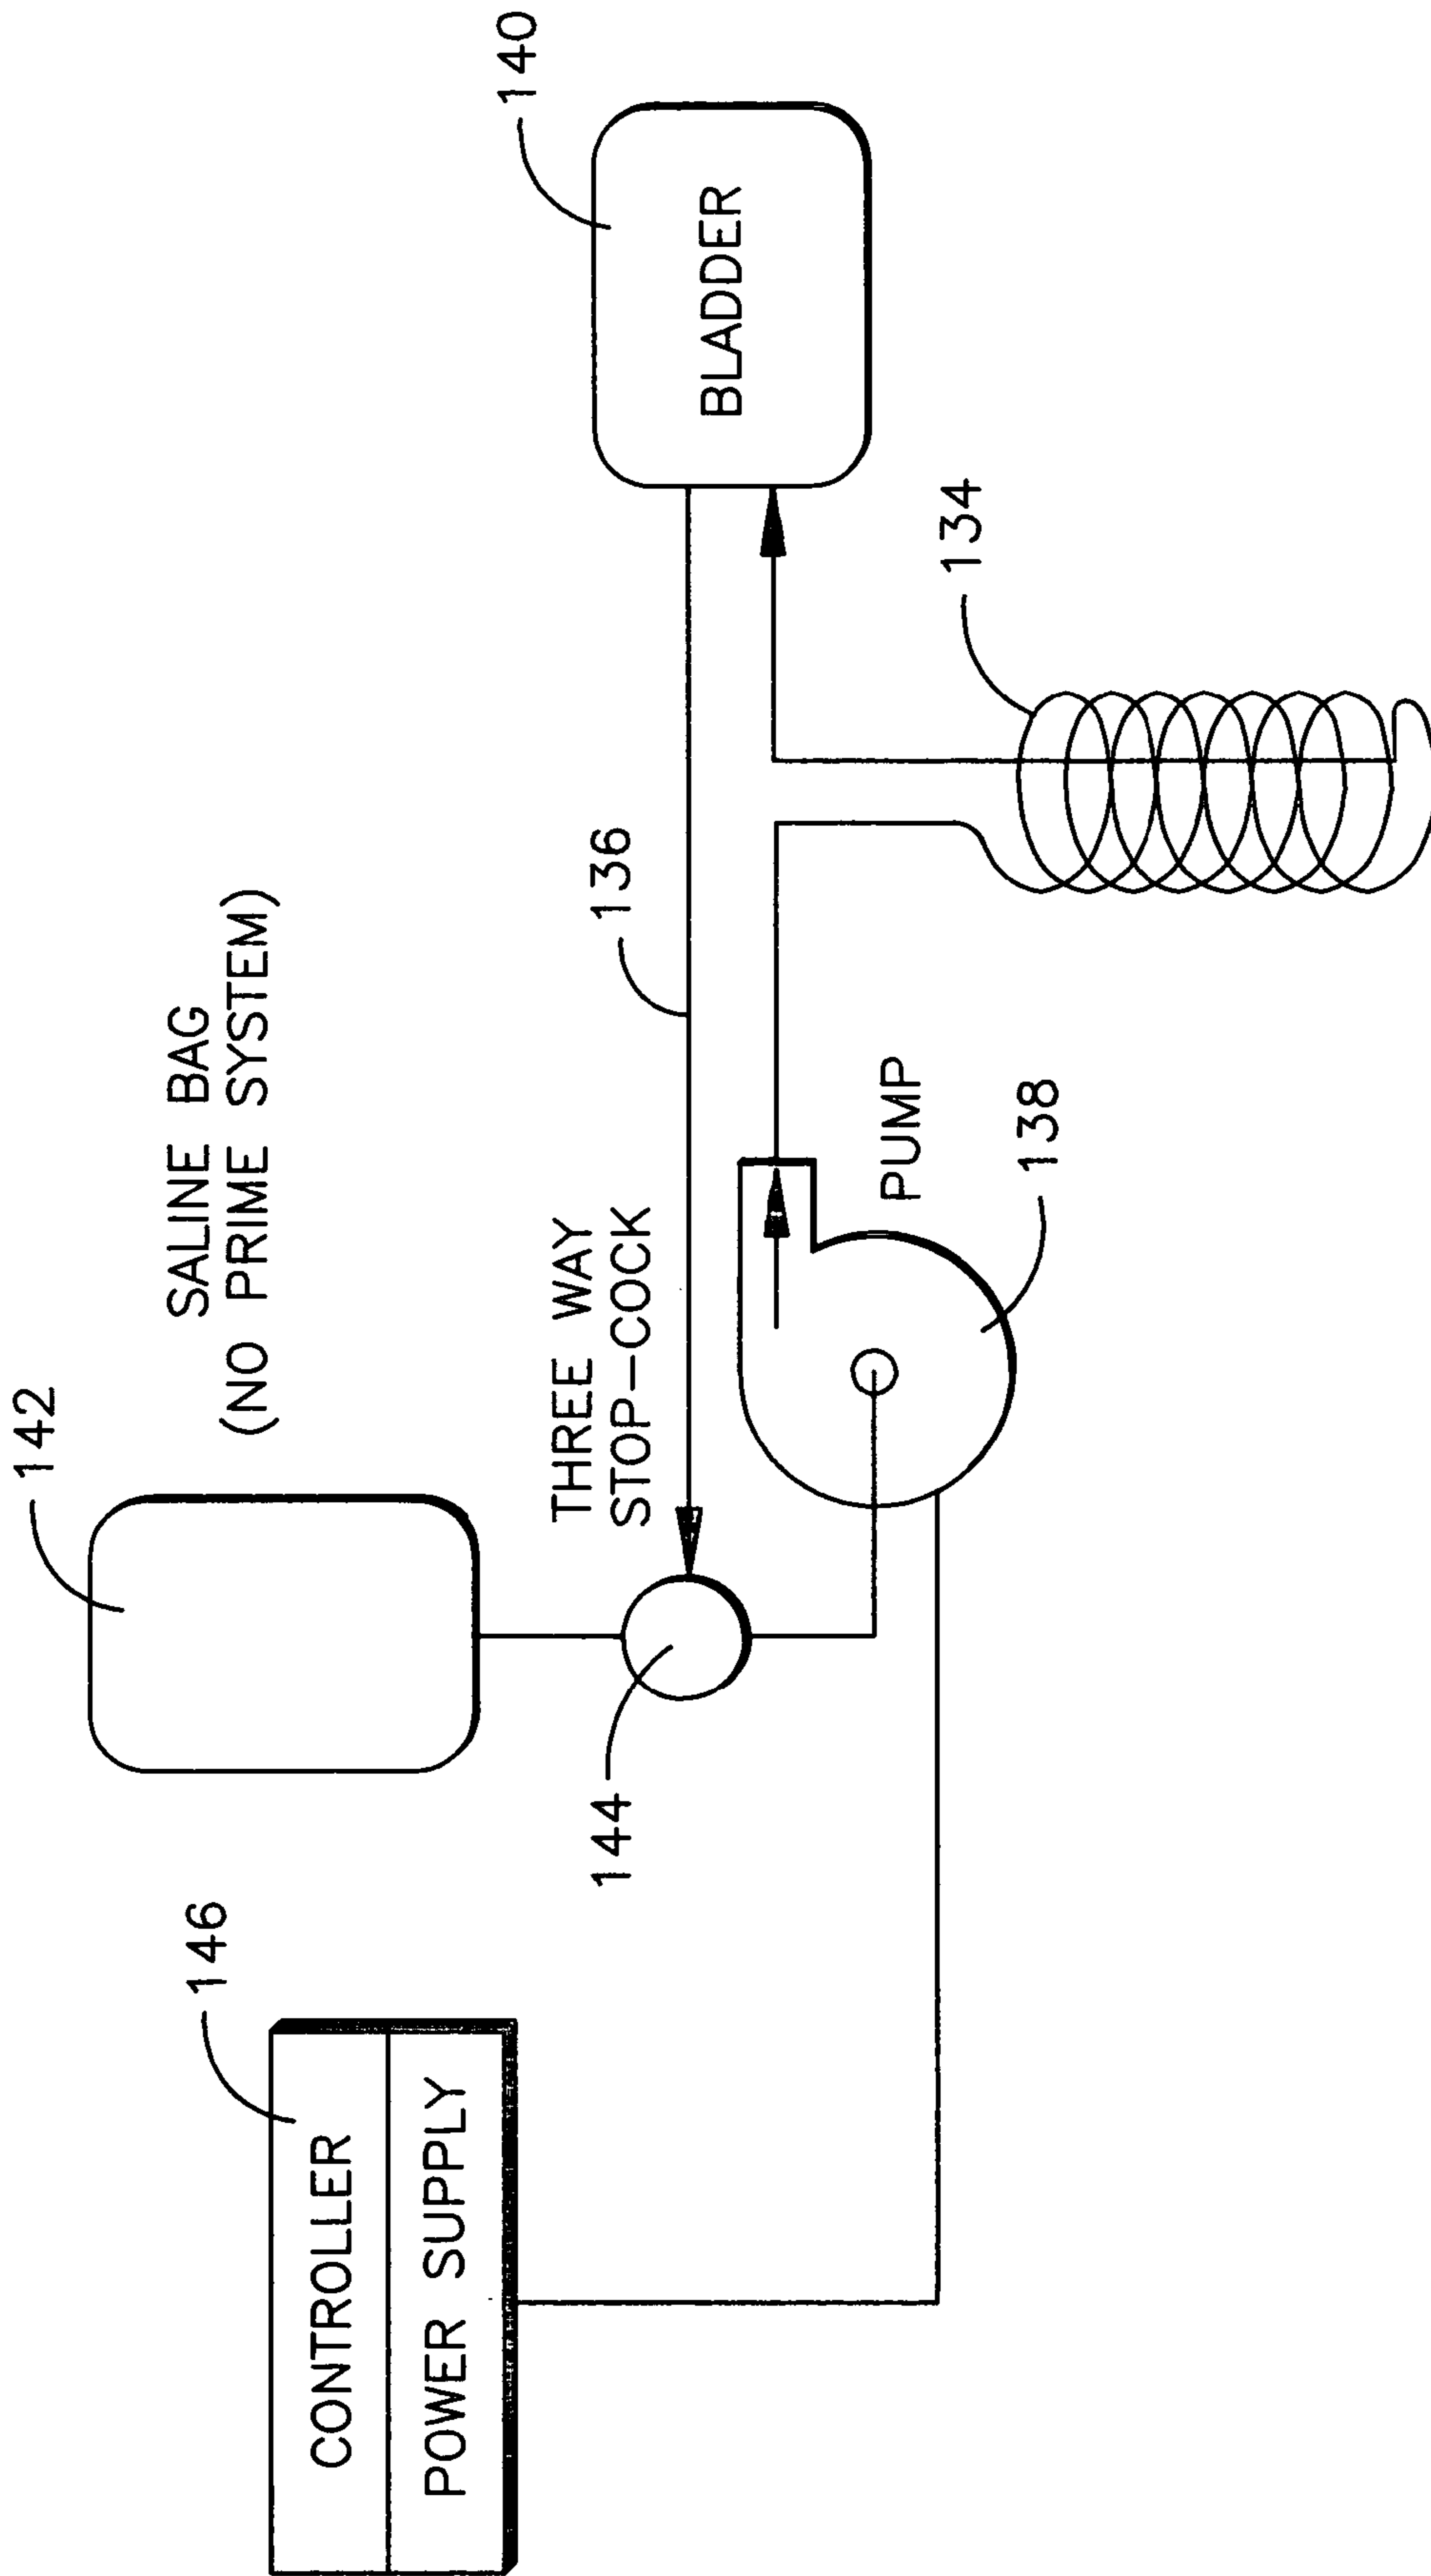 142
SALINE BAG
(NO PRIME SYSTEM)
146
CONTROLLER
POWER SUPPLY
144
THREE WAY
STOP-COCK
136
140
BLADDER
PUMP
138
134